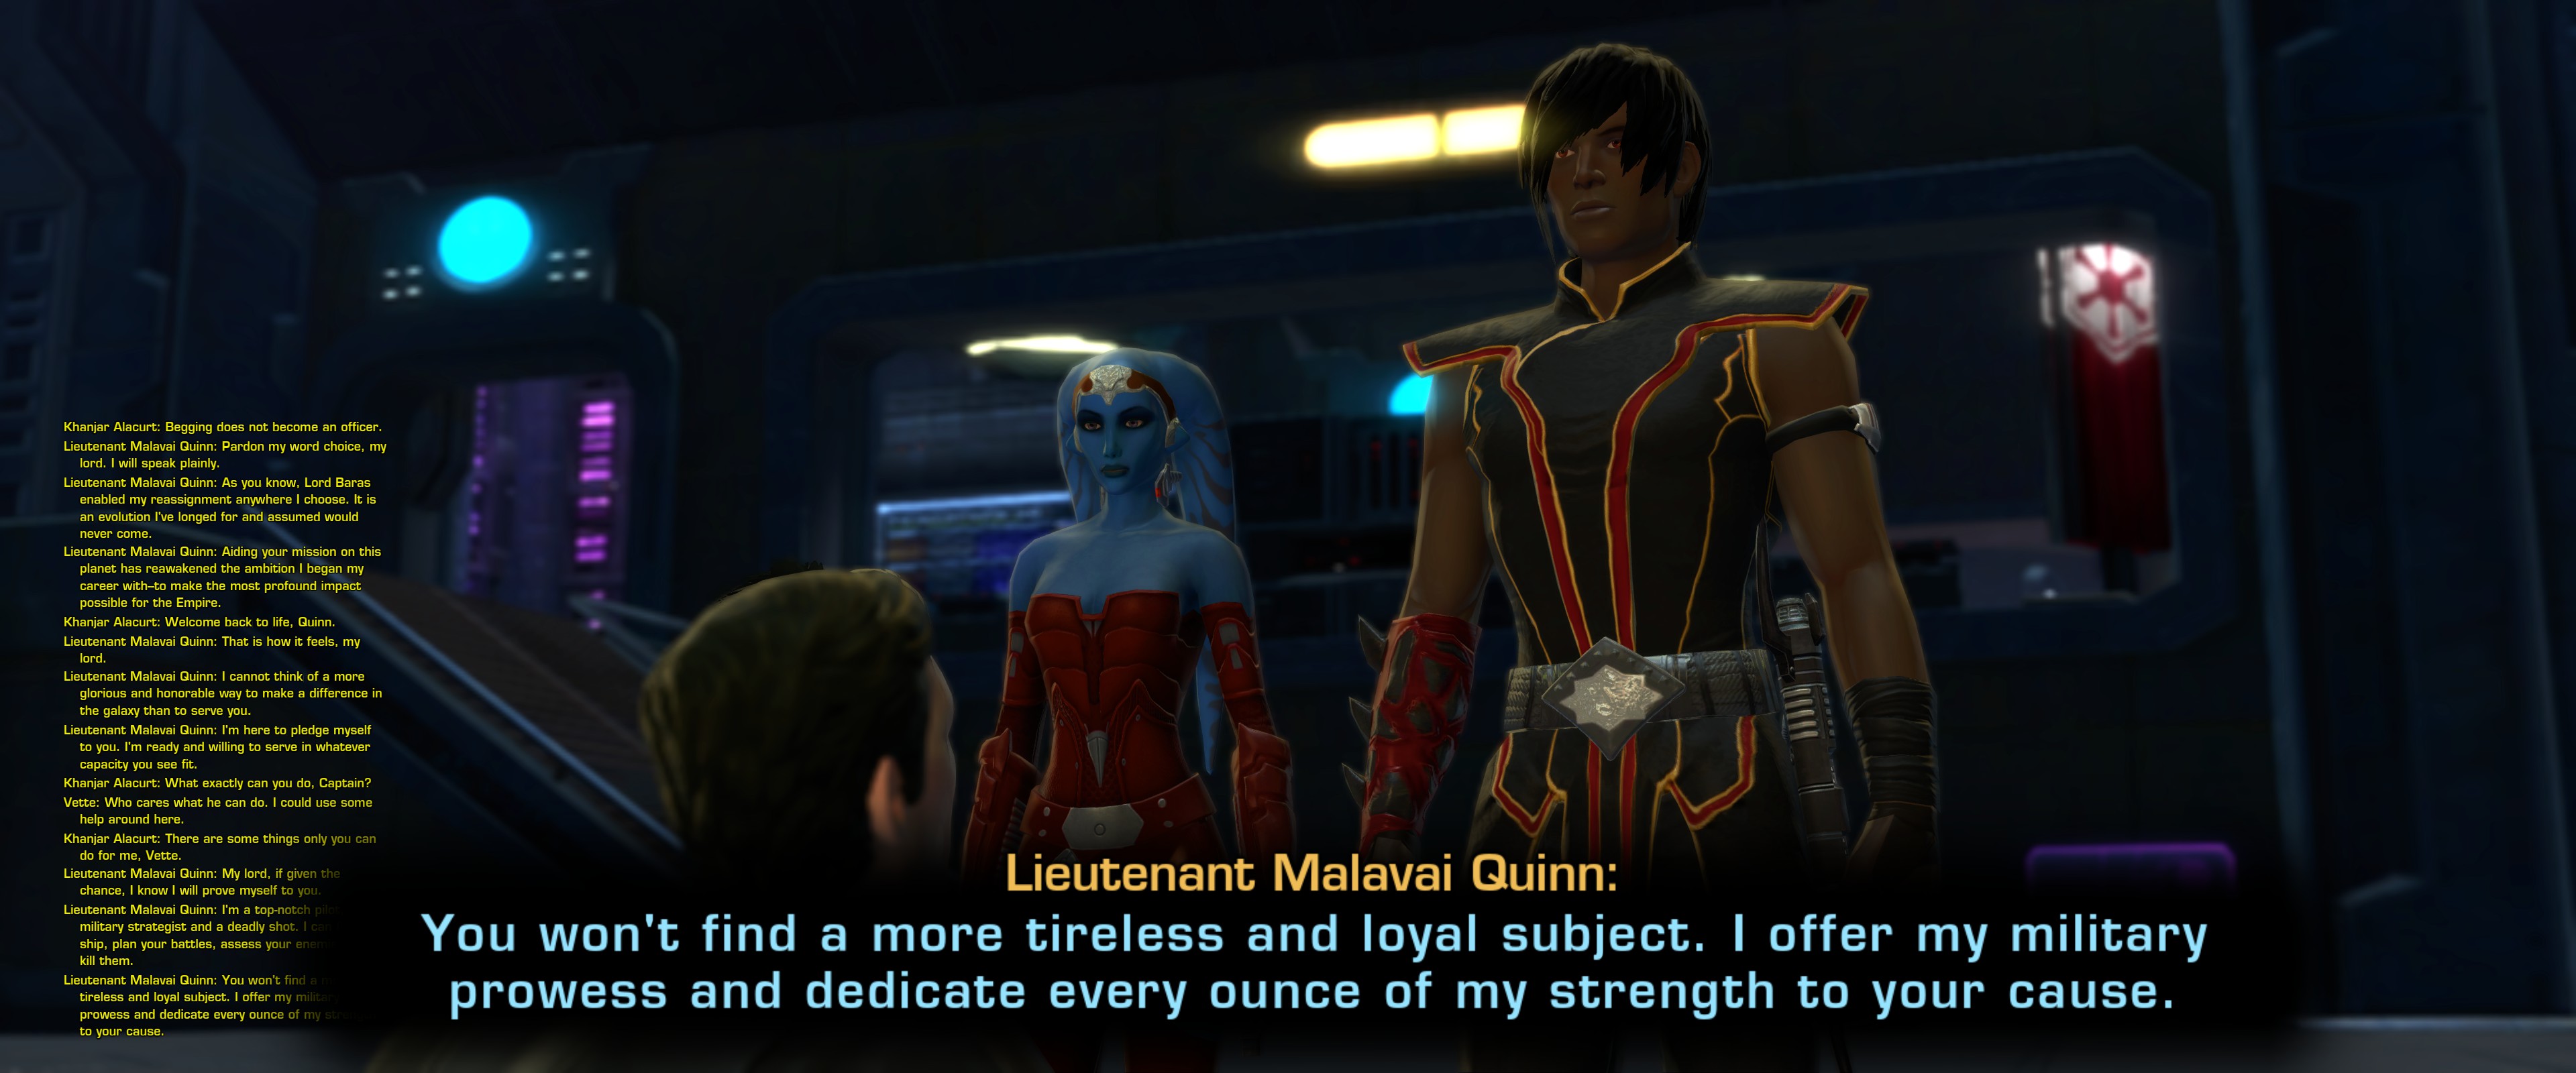 Khanjar Alacurt: Begging does not become an officer.
Lieutenant Malavai Quinn: Pardon my word choice, my
lord. I will speak plainly.
Lieutenant Malavai Quinn: As you know, Lord Baras
enabled my reassignment anywhere I choose. It is
an evolution I've longed for and assumed would
never come.
Lieutenant Malavai Quinn: Aiding your mission on this
planet has reawakened the ambition I began my
career with–to make the most profound impact
possible for the Empire.
Khanjar Alacurt: Welcome back to life, Quinn.
Lieutenant Malavai Quinn: That is how it feels, my
lord.
Lieutenant Malavai Quinn: I cannot think of a more
glorious and honorable way to make a difference in
the galaxy than to serve you.
Lieutenant Malavai Quinn: I'm here to pledge myself
to you. I'm ready and willing to serve in whatever
capacity you see fit.
Khanjar Alacurt: What exactly can you do, Captain?
Vette: Who cares what he can do. I could use some
help around here.
Khanjar Alacurt: There are some things only you can
do for me, Vette.
Lieutenant Malavai Quinn: My lord, if given the
chance, I know I will prove myself to you.
Lieutenant Malavai Quinn: I'm a top-notch
military strategist and a deadly shot. I
ship, plan your battles, assess your
kill them.
Lieutenant Malavai Quinn: You won't find a
tireless and loyal subject. I offer my military
prowess and dedicate every ounce of my
to your cause.
Lieutenant Malavai Quinn:
You won't find a more tireless and loyal subject. I offer my military
prowess and dedicate every ounce of my strength to your cause.